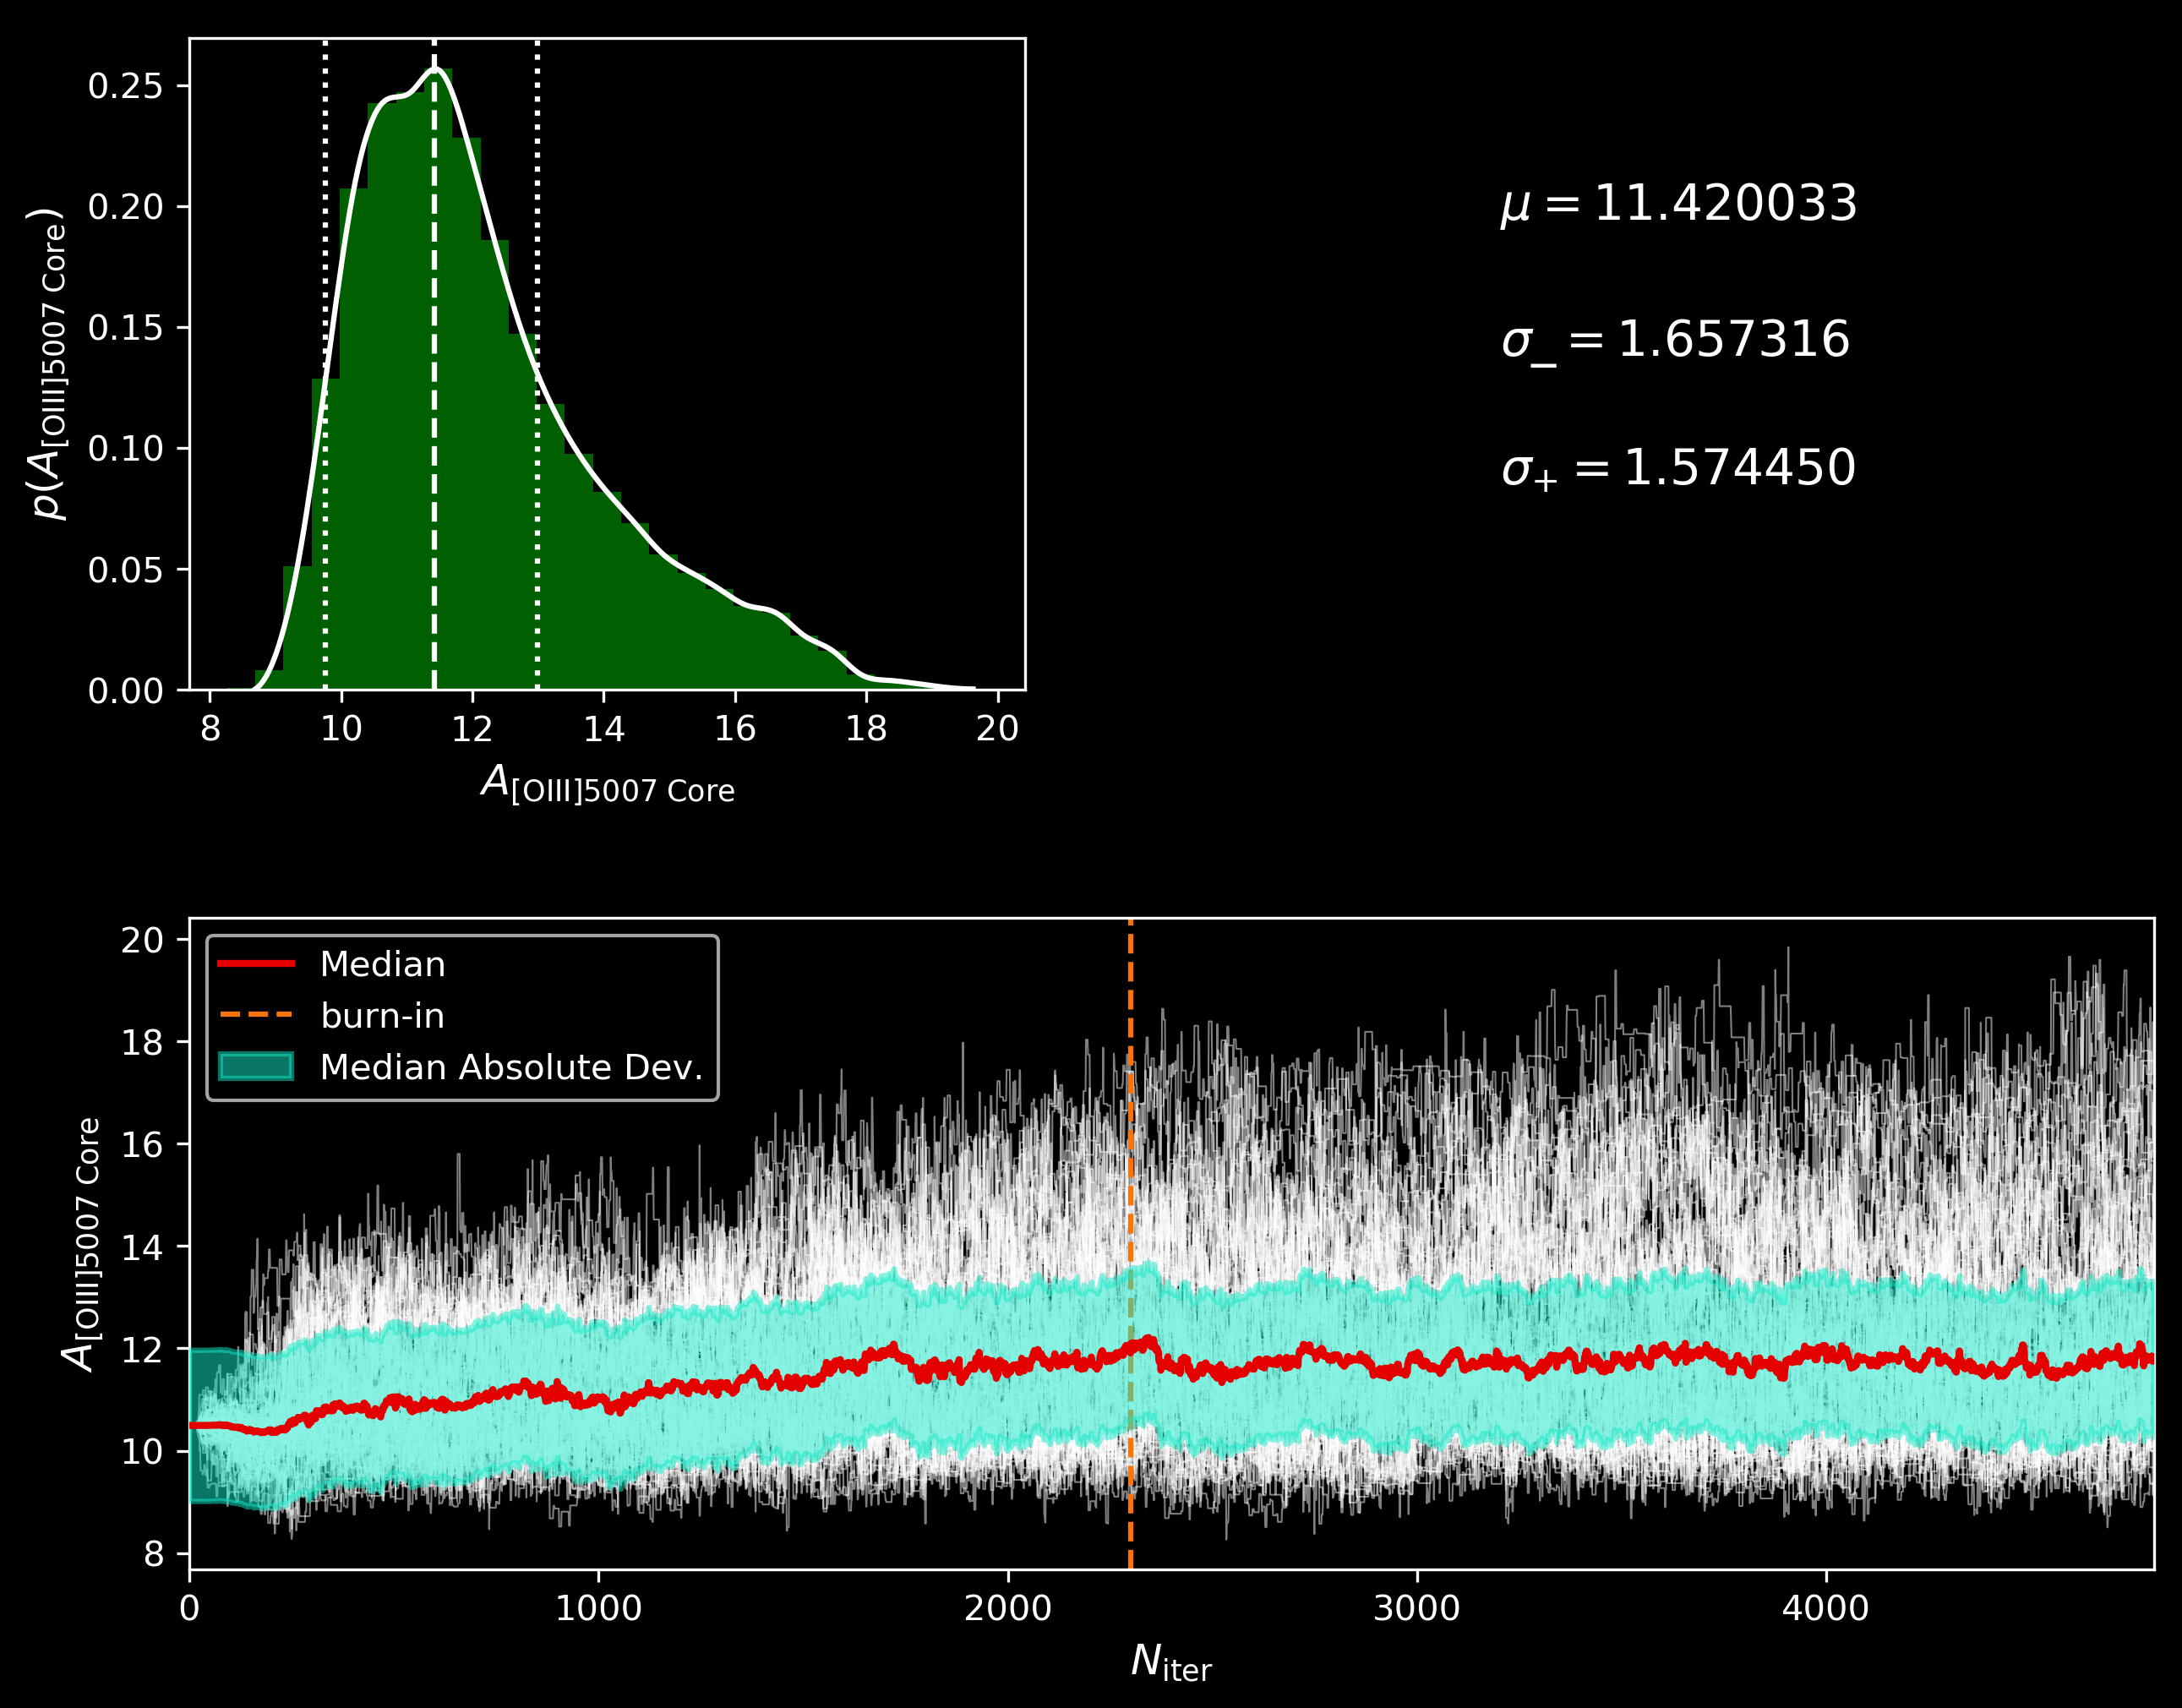 p(A[OIII]5007 Core)
0.25
0.20
0.15
0.10
0.05
0.00
8 10 12 14 16 18 20
A[OIII]5007 Core
μ = 11.420033
σ− = 1.657316
σ+ = 1.574450
A[OIII]5007 Core
20
18
16
14
12
10
8
Median
burn-in
Median Absolute Dev.
0 1000 2000 3000 4000
Niter